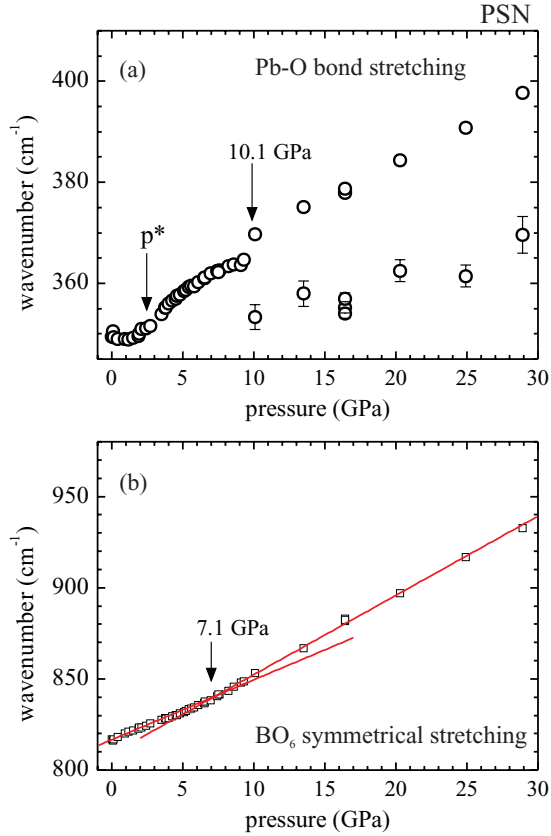 PSN
(a)
Pb-O bond stretching
400
380
360
wavenumber (cm⁻¹)
10.1 GPa
p*
0 5 10 15 20 25 30
pressure (GPa)
(b)
950
900
850
800
wavenumber (cm⁻¹)
7.1 GPa
BO₆ symmetrical stretching
0 5 10 15 20 25 30
pressure (GPa)